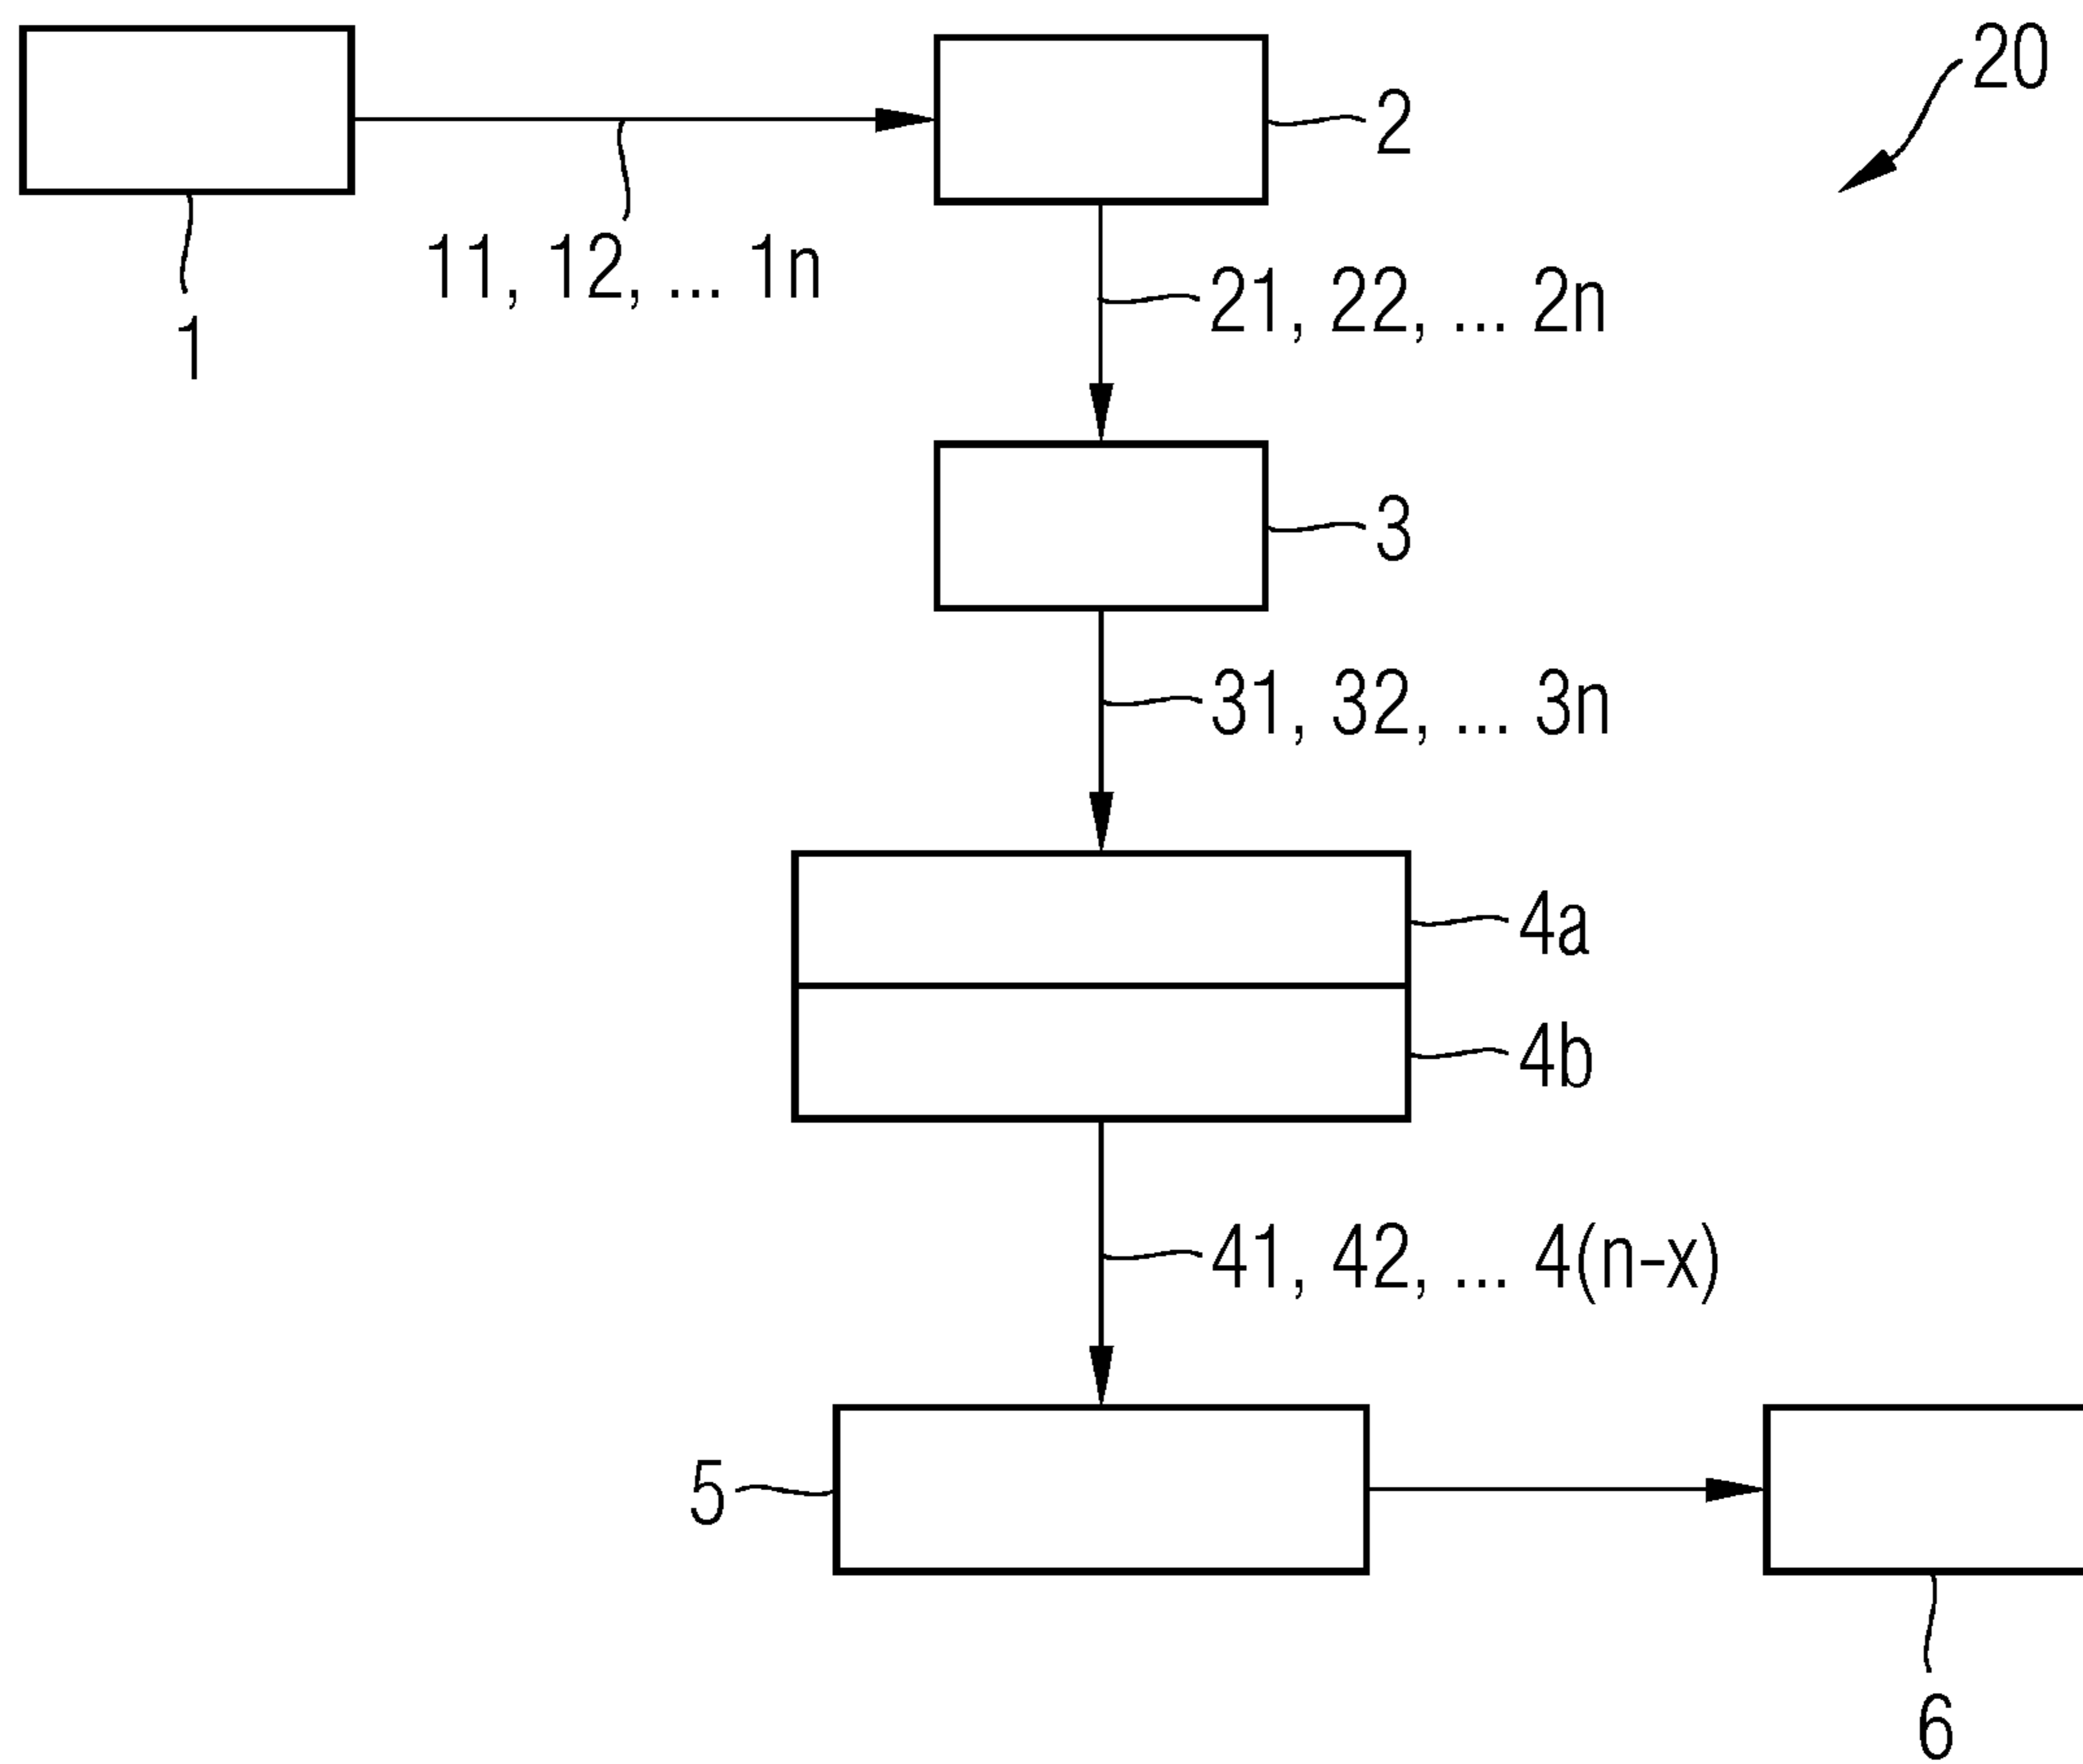 20
2
11, 12, ... 1n
1
21, 22, ... 2n
3
31, 32, ... 3n
4a
4b
41, 42, ... 4(n-x)
5
6